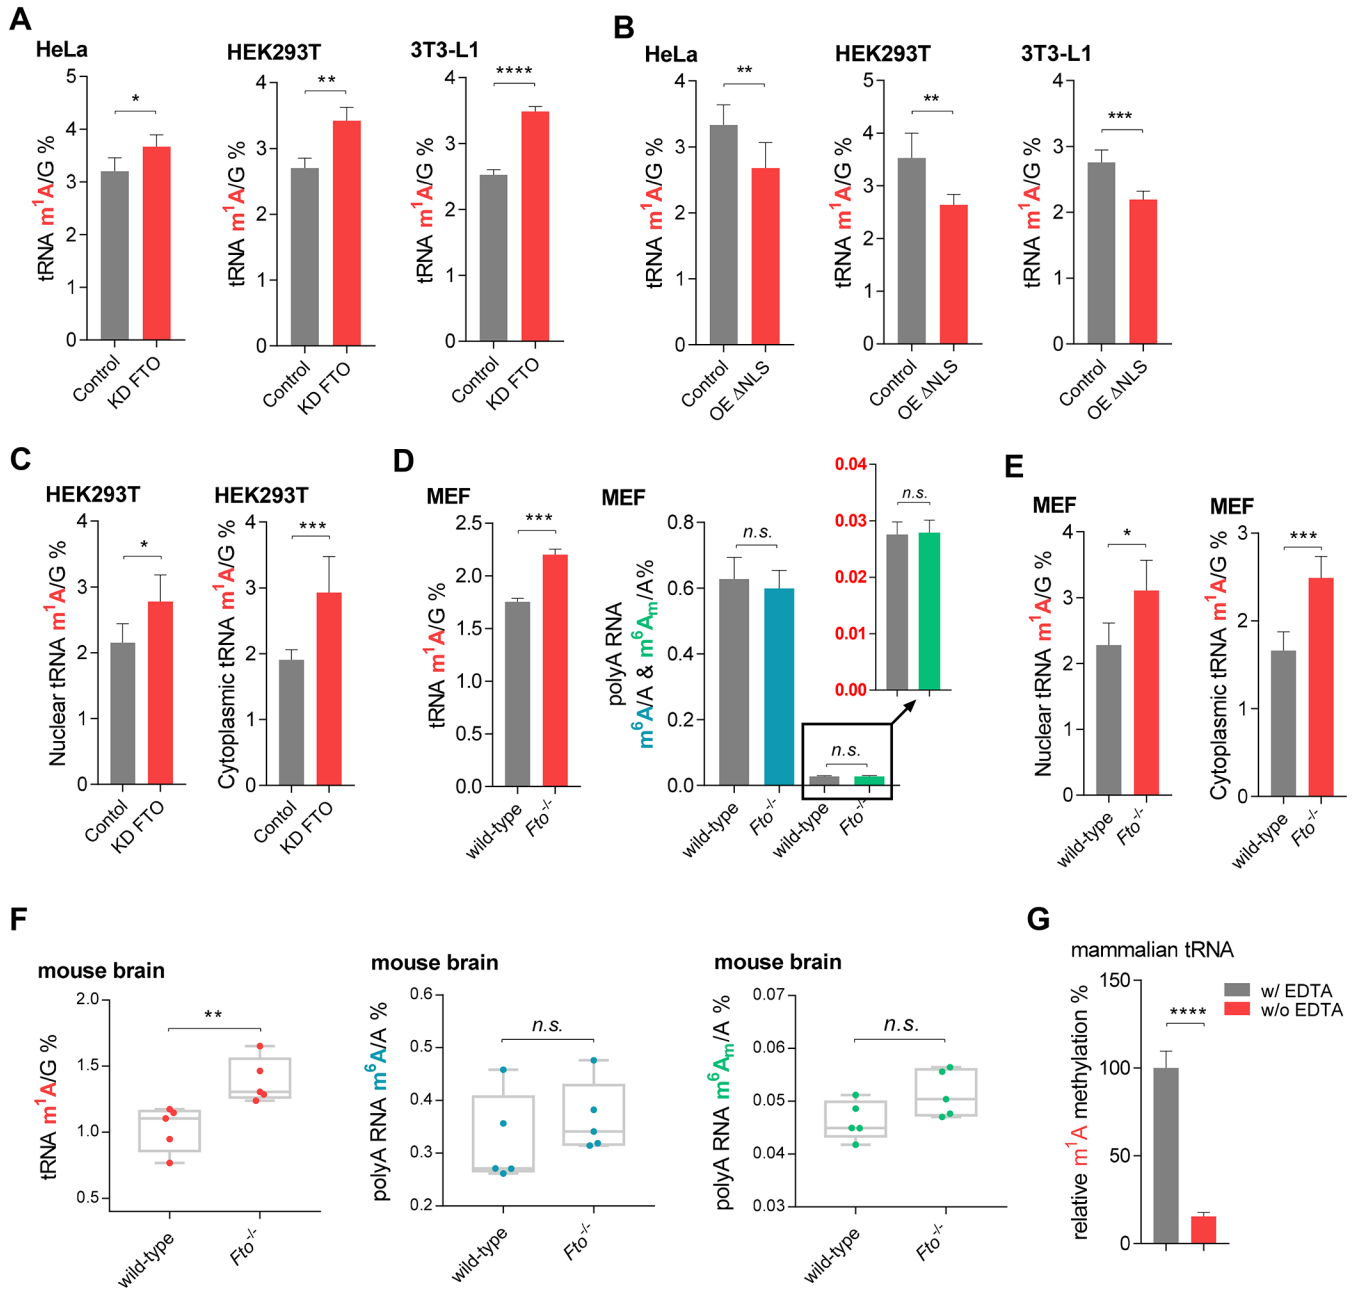 A
HeLa
tRNA m¹A/G %
5
4
3
2
1
0
*
Control
KD FTO
HEK293T
tRNA m¹A/G %
4
3
2
1
0
**
Control
KD FTO
3T3-L1
tRNA m¹A/G %
4
3
2
1
0
****
Control
KD FTO
B
HeLa
tRNA m¹A/G %
4
3
2
1
0
**
Control
OE ΔNLS
HEK293T
tRNA m¹A/G %
5
4
3
2
1
0
**
Control
OE ΔNLS
3T3-L1
tRNA m¹A/G %
4
3
2
1
0
***
Control
OE ΔNLS
C
HEK293T
Nuclear tRNA m¹A/G %
4
3
2
1
0
*
Contol
KD FTO
HEK293T
Cytoplasmic tRNA m¹A/G %
4
3
2
1
0
***
Control
KD FTO
D
MEF
tRNA m¹A/G %
2.5
2.0
1.5
1.0
0.5
0.0
***
wild-type
Fto-/-
MEF
polyA RNA
m⁶A/A & m⁶Am/A%
0.8
0.6
0.4
0.2
0.0
n.s.
n.s.
wild-type
Fto-/-
wild-type
Fto-/-
0.04
0.03
0.02
0.01
0.00
n.s.
E
MEF
Nuclear tRNA m¹A/G %
4
3
2
1
0
*
wild-type
Fto-/-
MEF
Cytoplasmic tRNA m¹A/G %
3
2
1
0
***
wild-type
Fto-/-
F
mouse brain
tRNA m¹A/G %
2.0
1.5
1.0
0.5
**
wild-type
Fto-/-
mouse brain
polyA RNA m⁶A/A %
0.6
0.5
0.4
0.3
0.2
n.s.
wild-type
Fto-/-
mouse brain
polyA RNA m⁶Am/A %
0.07
0.06
0.05
0.04
0.03
n.s.
wild-type
Fto-/-
G
mammalian tRNA
relative m¹A methylation %
150
100
50
0
****
w/ EDTA
w/o EDTA